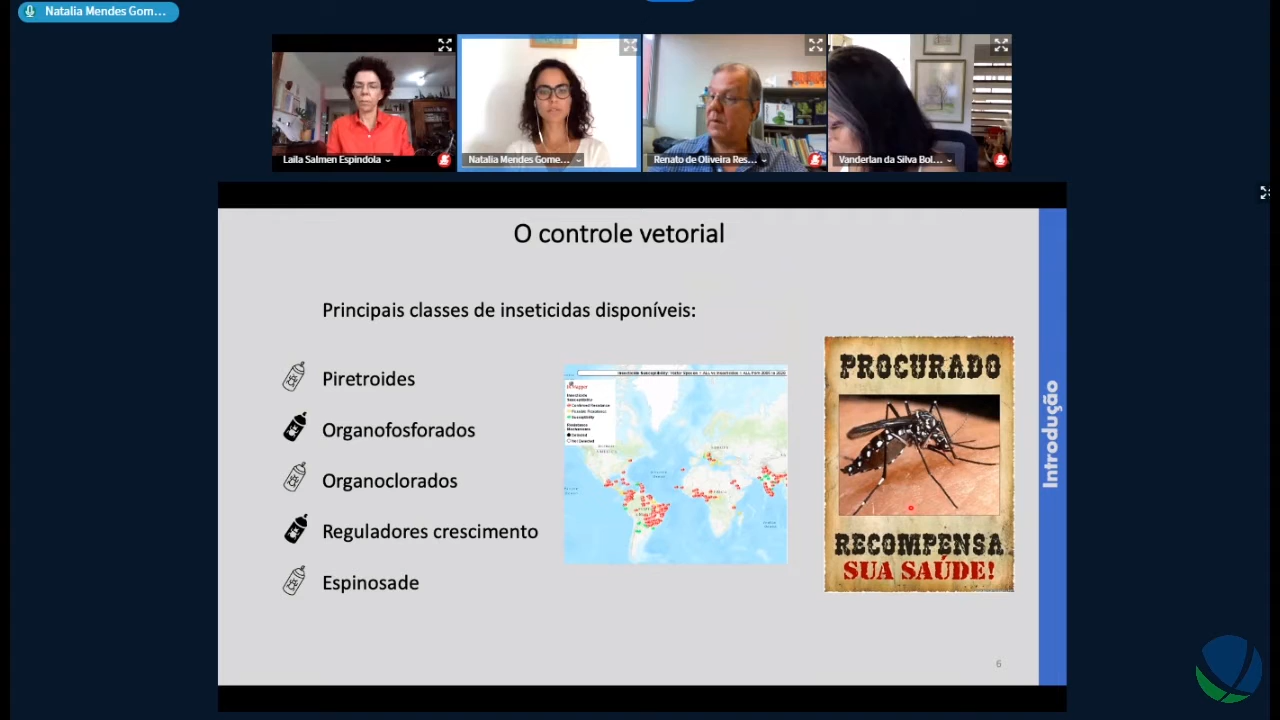 Natalia Mendes Gom...
Laila Salmen Espindola
Natalia Mendes Gome...
Renato de Oliveira Res...
Vanderlan da Silva Bol...
O controle vetorial
Principais classes de inseticidas disponíveis:
Piretroides
Organofosforados
Organoclorados
Reguladores crescimento
Espinosade
PROCURADO
RECOMPENSA
SUA SAÚDE!
Introdução
6